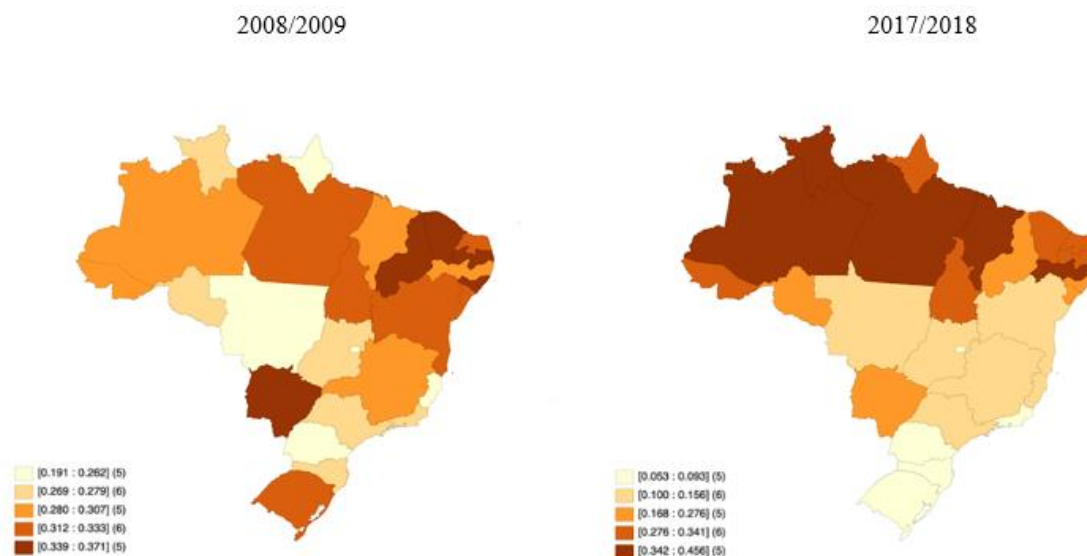 2008/2009
2017/2018
[0.191 : 0.262] (5)
[0.269 : 0.279] (6)
[0.280 : 0.307] (5)
[0.312 : 0.333] (6)
[0.339 : 0.371] (5)
[0.053 : 0.093] (5)
[0.100 : 0.156] (6)
[0.168 : 0.276] (5)
[0.276 : 0.341] (6)
[0.342 : 0.456] (5)